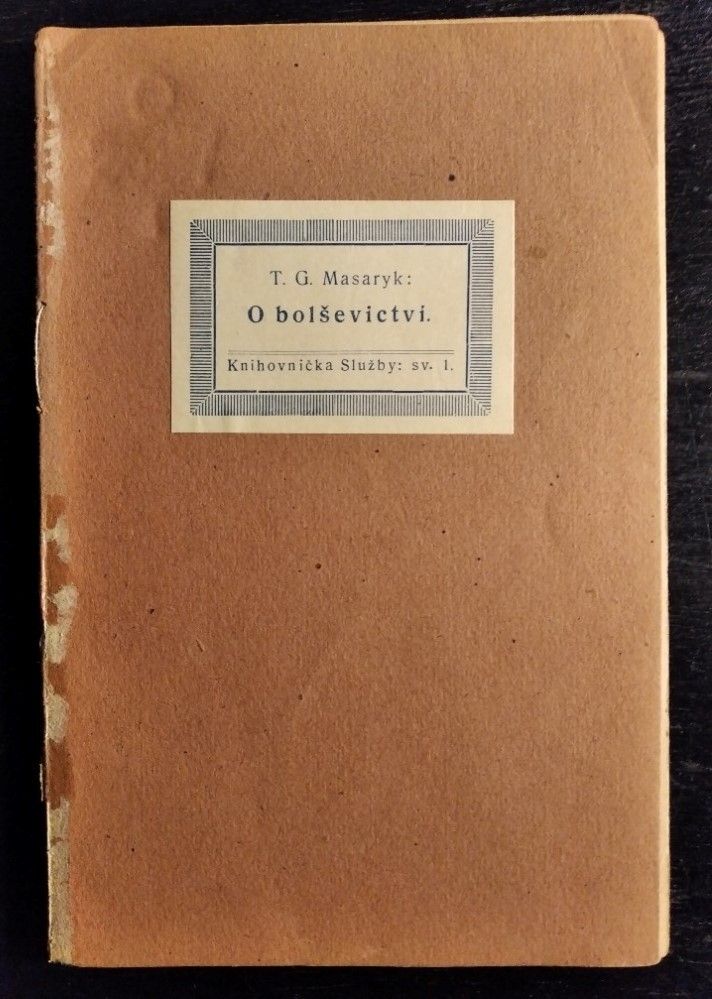 T. G. Masaryk:
O bolševictví.
Knihovnička Služby: sv. 1.